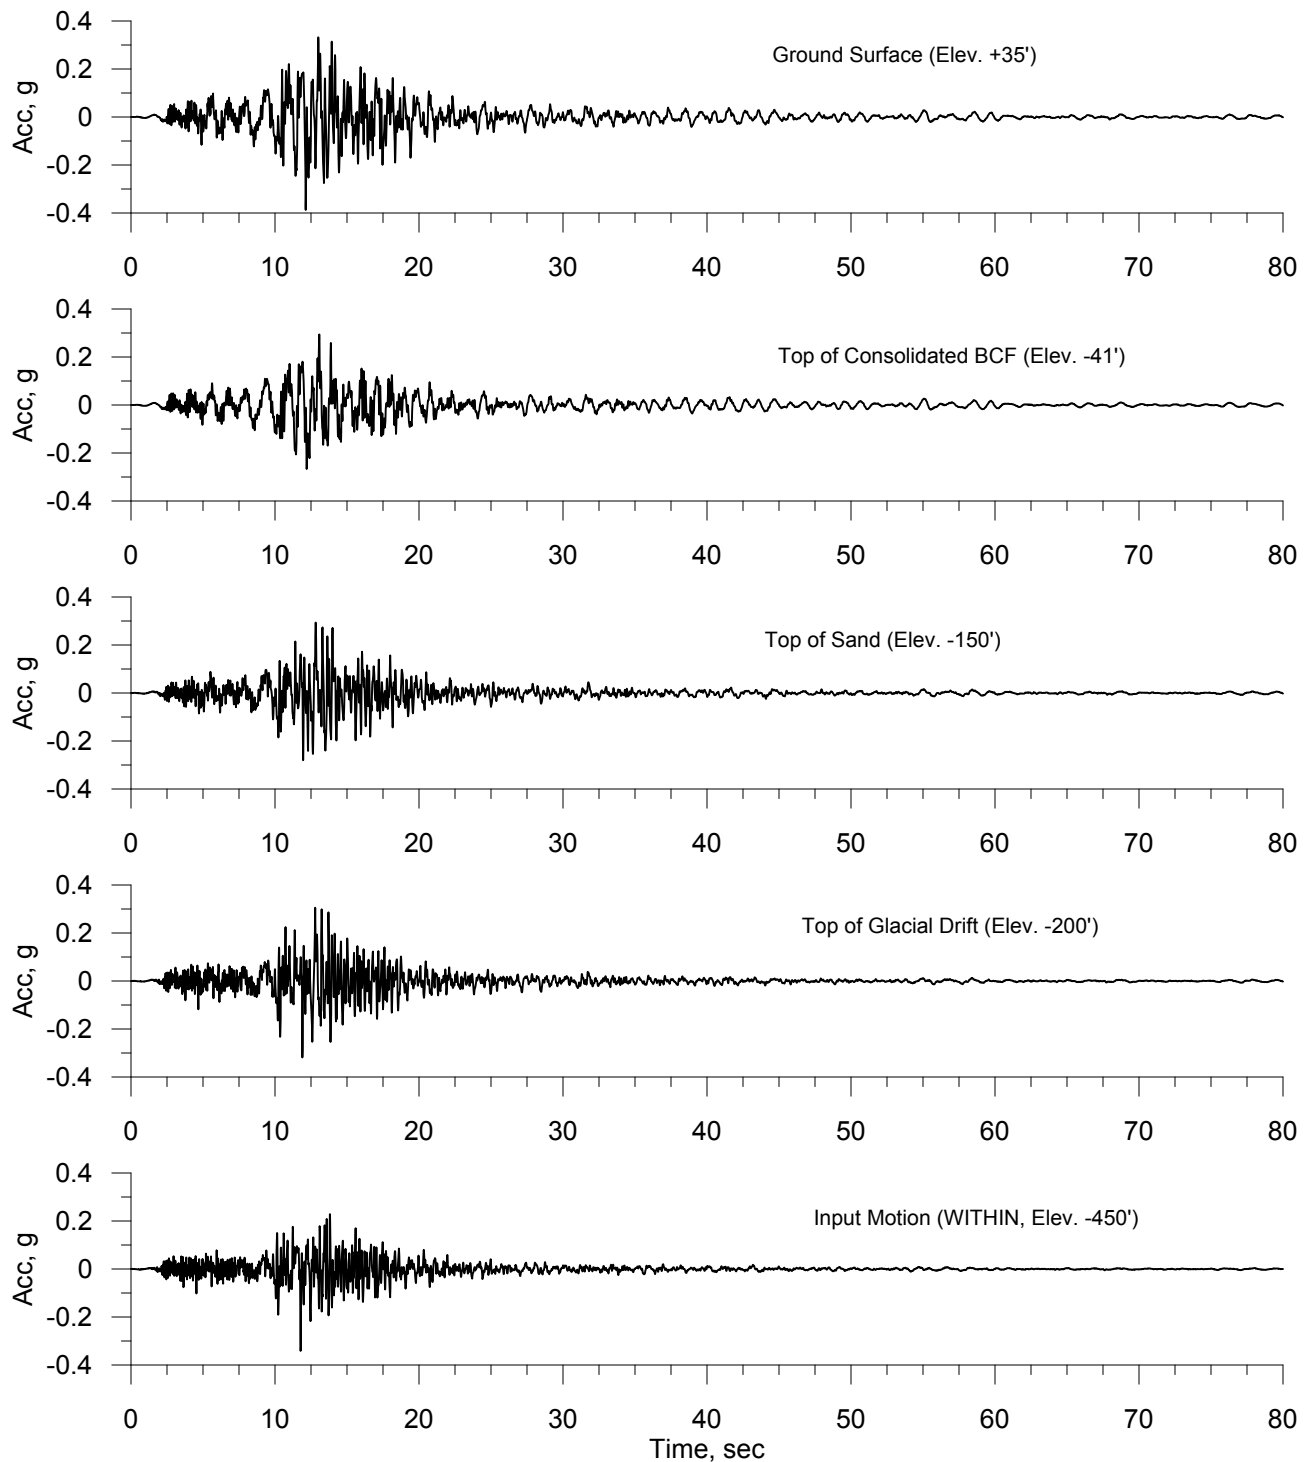 0.4
Ground Surface (Elev. +35')
0.2
0
-0.2
-0.4
Acc, g
0 10 20 30 40 50 60 70 80
0.4
Top of Consolidated BCF (Elev. -41')
0.2
0
-0.2
-0.4
Acc, g
0 10 20 30 40 50 60 70 80
0.4
Top of Sand (Elev. -150')
0.2
0
-0.2
-0.4
Acc, g
0 10 20 30 40 50 60 70 80
0.4
Top of Glacial Drift (Elev. -200')
0.2
0
-0.2
-0.4
Acc, g
0 10 20 30 40 50 60 70 80
0.4
Input Motion (WITHIN, Elev. -450')
0.2
0
-0.2
-0.4
Acc, g
0 10 20 30 40 50 60 70 80
Time, sec